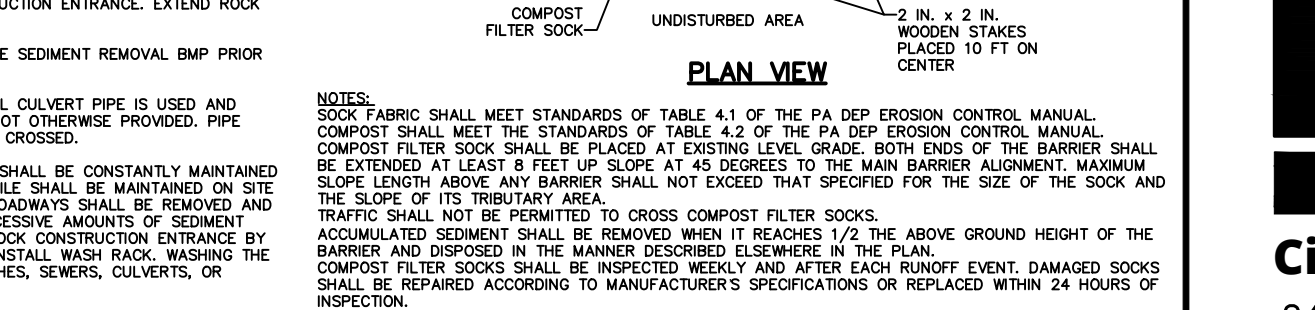 UCTION ENTRANCE. EXTEND ROCK
E SEDIMENT REMOVAL BMP PRIOR
L CULVERT PIPE IS USED AND
OT OTHERWISE PROVIDED. PIPE
CROSSED.
SHALL BE CONSTANTLY MAINTAINED
ILE SHALL BE MAINTAINED ON SITE
OADWAYS SHALL BE REMOVED AND
CESSIVE AMOUNTS OF SEDIMENT
OCK CONSTRUCTION ENTRANCE BY
NSTALL WASH RACK. WASHING THE
HES, SEWERS, CULVERTS, OR
COMPOST
FILTER SOCK
UNDISTURBED AREA
2 IN. x 2 IN.
WOODEN STAKES
PLACED 10 FT ON
CENTER
PLAN VIEW
NOTES:
SOCK FABRIC SHALL MEET STANDARDS OF TABLE 4.1 OF THE PA DEP EROSION CONTROL MANUAL.
COMPOST SHALL MEET THE STANDARDS OF TABLE 4.2 OF THE PA DEP EROSION CONTROL MANUAL.
COMPOST FILTER SOCK SHALL BE PLACED AT EXISTING LEVEL GRADE. BOTH ENDS OF THE BARRIER SHALL
BE EXTENDED AT LEAST 8 FEET UP SLOPE AT 45 DEGREES TO THE MAIN BARRIER ALIGNMENT. MAXIMUM
SLOPE LENGTH ABOVE ANY BARRIER SHALL NOT EXCEED THAT SPECIFIED FOR THE SIZE OF THE SOCK AND
THE SLOPE OF ITS TRIBUTARY AREA.
TRAFFIC SHALL NOT BE PERMITTED TO CROSS COMPOST FILTER SOCKS.
ACCUMULATED SEDIMENT SHALL BE REMOVED WHEN IT REACHES 1/2 THE ABOVE GROUND HEIGHT OF THE
BARRIER AND DISPOSED IN THE MANNER DESCRIBED ELSEWHERE IN THE PLAN.
COMPOST FILTER SOCKS SHALL BE INSPECTED WEEKLY AND AFTER EACH RUNOFF EVENT. DAMAGED SOCKS
SHALL BE REPAIRED ACCORDING TO MANUFACTURER'S SPECIFICATIONS OR REPLACED WITHIN 24 HOURS OF
INSPECTION.
Ci